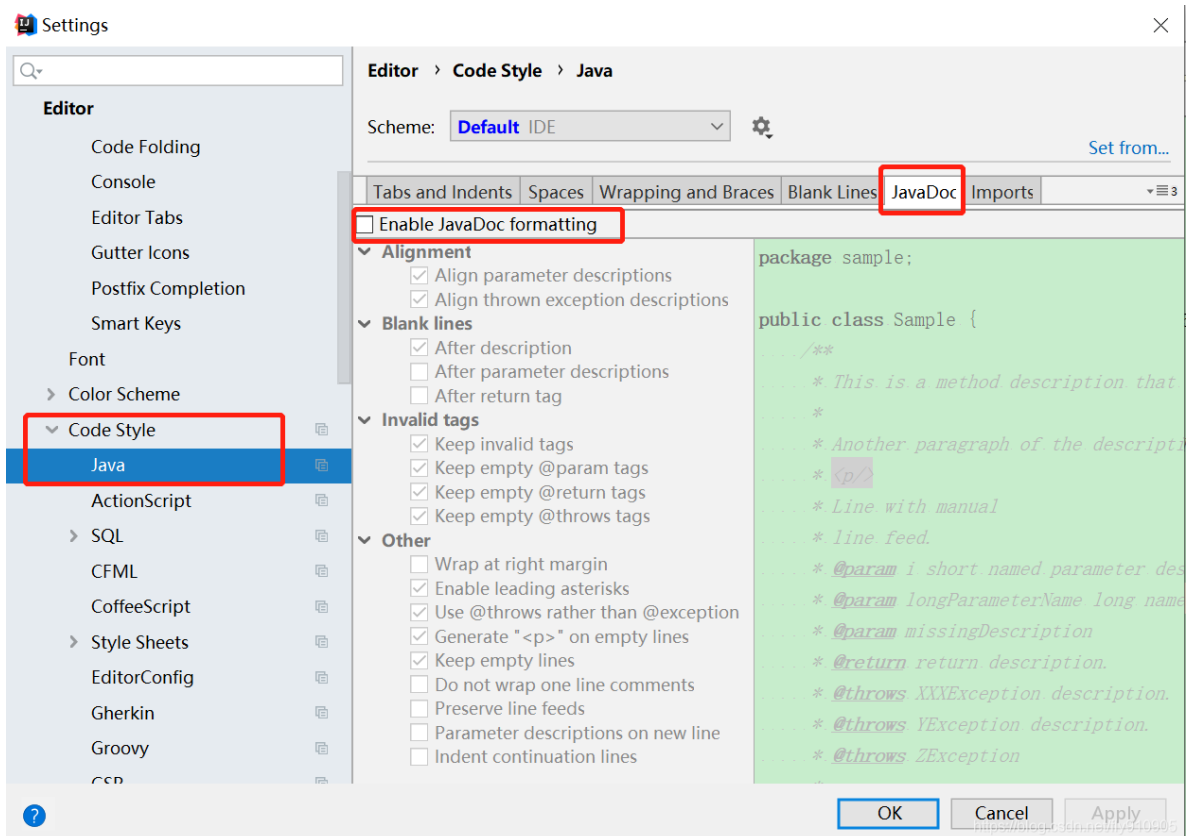 Settings
Editor
Code Folding
Console
Editor Tabs
Gutter Icons
Postfix Completion
Smart Keys
Font
Color Scheme
Code Style
Java
ActionScript
SQL
CFML
CoffeeScript
Style Sheets
EditorConfig
Gherkin
Groovy
GSP
Editor › Code Style › Java
Scheme: Default IDE
Set from...
Tabs and Indents Spaces Wrapping and Braces Blank Lines JavaDoc Imports 3
Enable JavaDoc formatting
Alignment
Align parameter descriptions
Align thrown exception descriptions
Blank lines
After description
After parameter descriptions
After return tag
Invalid tags
Keep invalid tags
Keep empty @param tags
Keep empty @return tags
Keep empty @throws tags
Other
Wrap at right margin
Enable leading asterisks
Use @throws rather than @exception
Generate "<p>" on empty lines
Keep empty lines
Do not wrap one line comments
Preserve line feeds
Parameter descriptions on new line
Indent continuation lines
package sample;
public class Sample {
/**
* This is a method description that
*
* Another paragraph of the descripti
* <p/>
* Line with manual
* line feed.
* @param i short named parameter des
* @param longParameterName long name
* @param missingDescription
* @return return description.
* @throws XXXException description.
* @throws YException description.
* @throws ZException
*
?
OK Cancel Apply